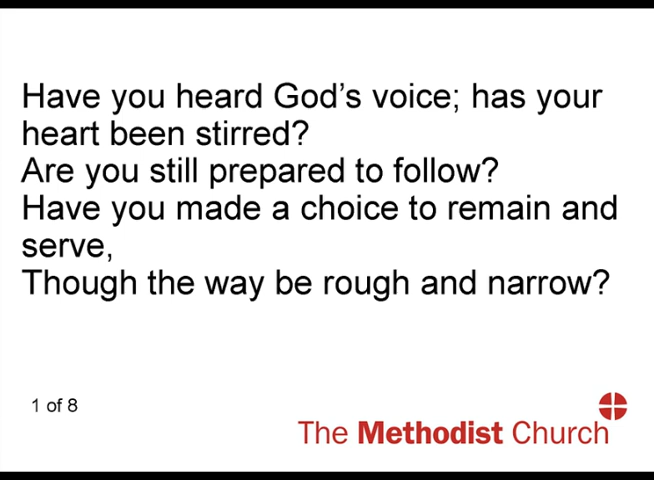 Have you heard God's voice; has your
heart been stirred?
Are you still prepared to follow?
Have you made a choice to remain and
serve,
Though the way be rough and narrow?
1 of 8
The Methodist Church